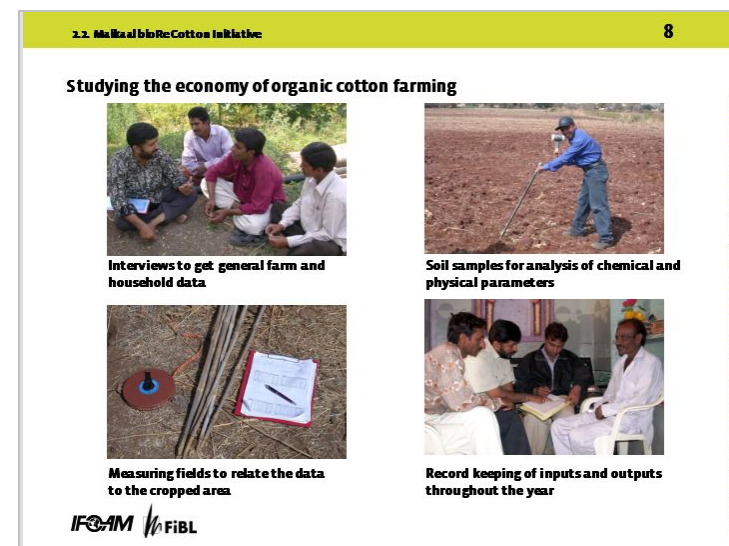 2.2 Maikaal bioRe Cotton Initiative
8
Studying the economy of organic cotton farming
Interviews to get general farm and
household data
Soil samples for analysis of chemical and
physical parameters
Measuring fields to relate the data
to the cropped area
Record keeping of inputs and outputs
throughout the year
IFOAM FiBL